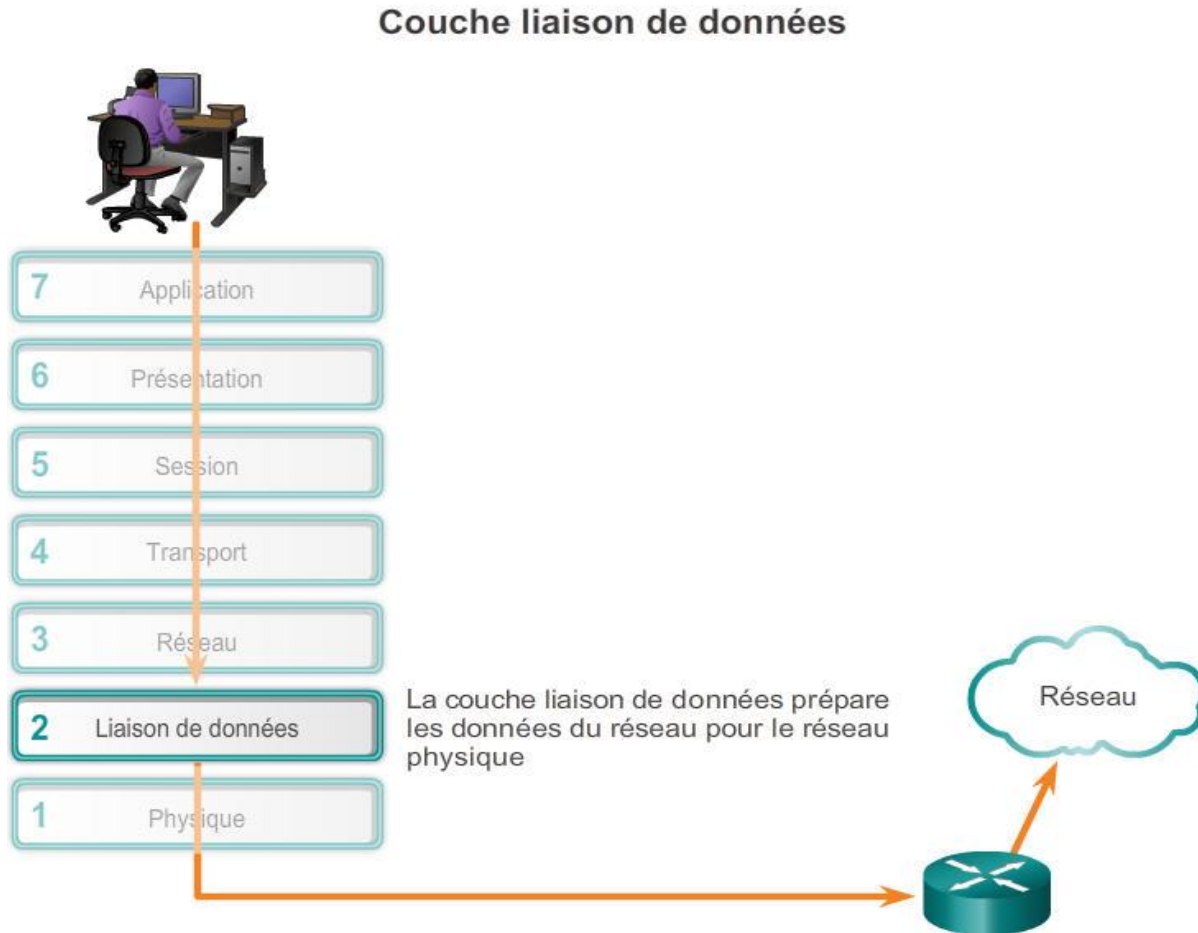 Couche liaison de données
7 Application
6 Présentation
5 Session
4 Transport
3 Réseau
2 Liaison de données
La couche liaison de données prépare
les données du réseau pour le réseau
physique
1 Physique
Réseau